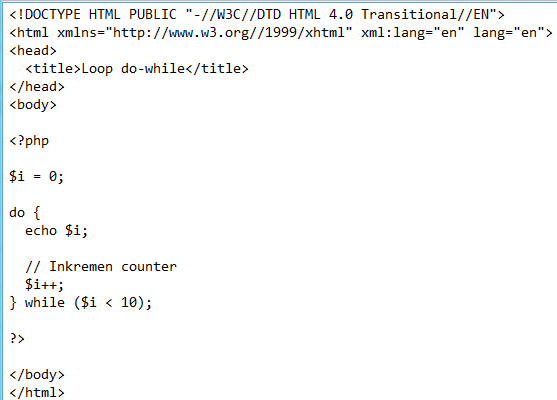 <!DOCTYPE HTML PUBLIC "-//W3C//DTD HTML 4.0 Transitional//EN">
<html xmlns="http://www.w3.org//1999/xhtml" xml:lang="en" lang="en">
<head>
  <title>Loop do-while</title>
</head>
<body>

<?php

$i = 0;

do {
  echo $i;

  // Inkremen counter
  $i++;
} while ($i < 10);

?>

</body>
</html>